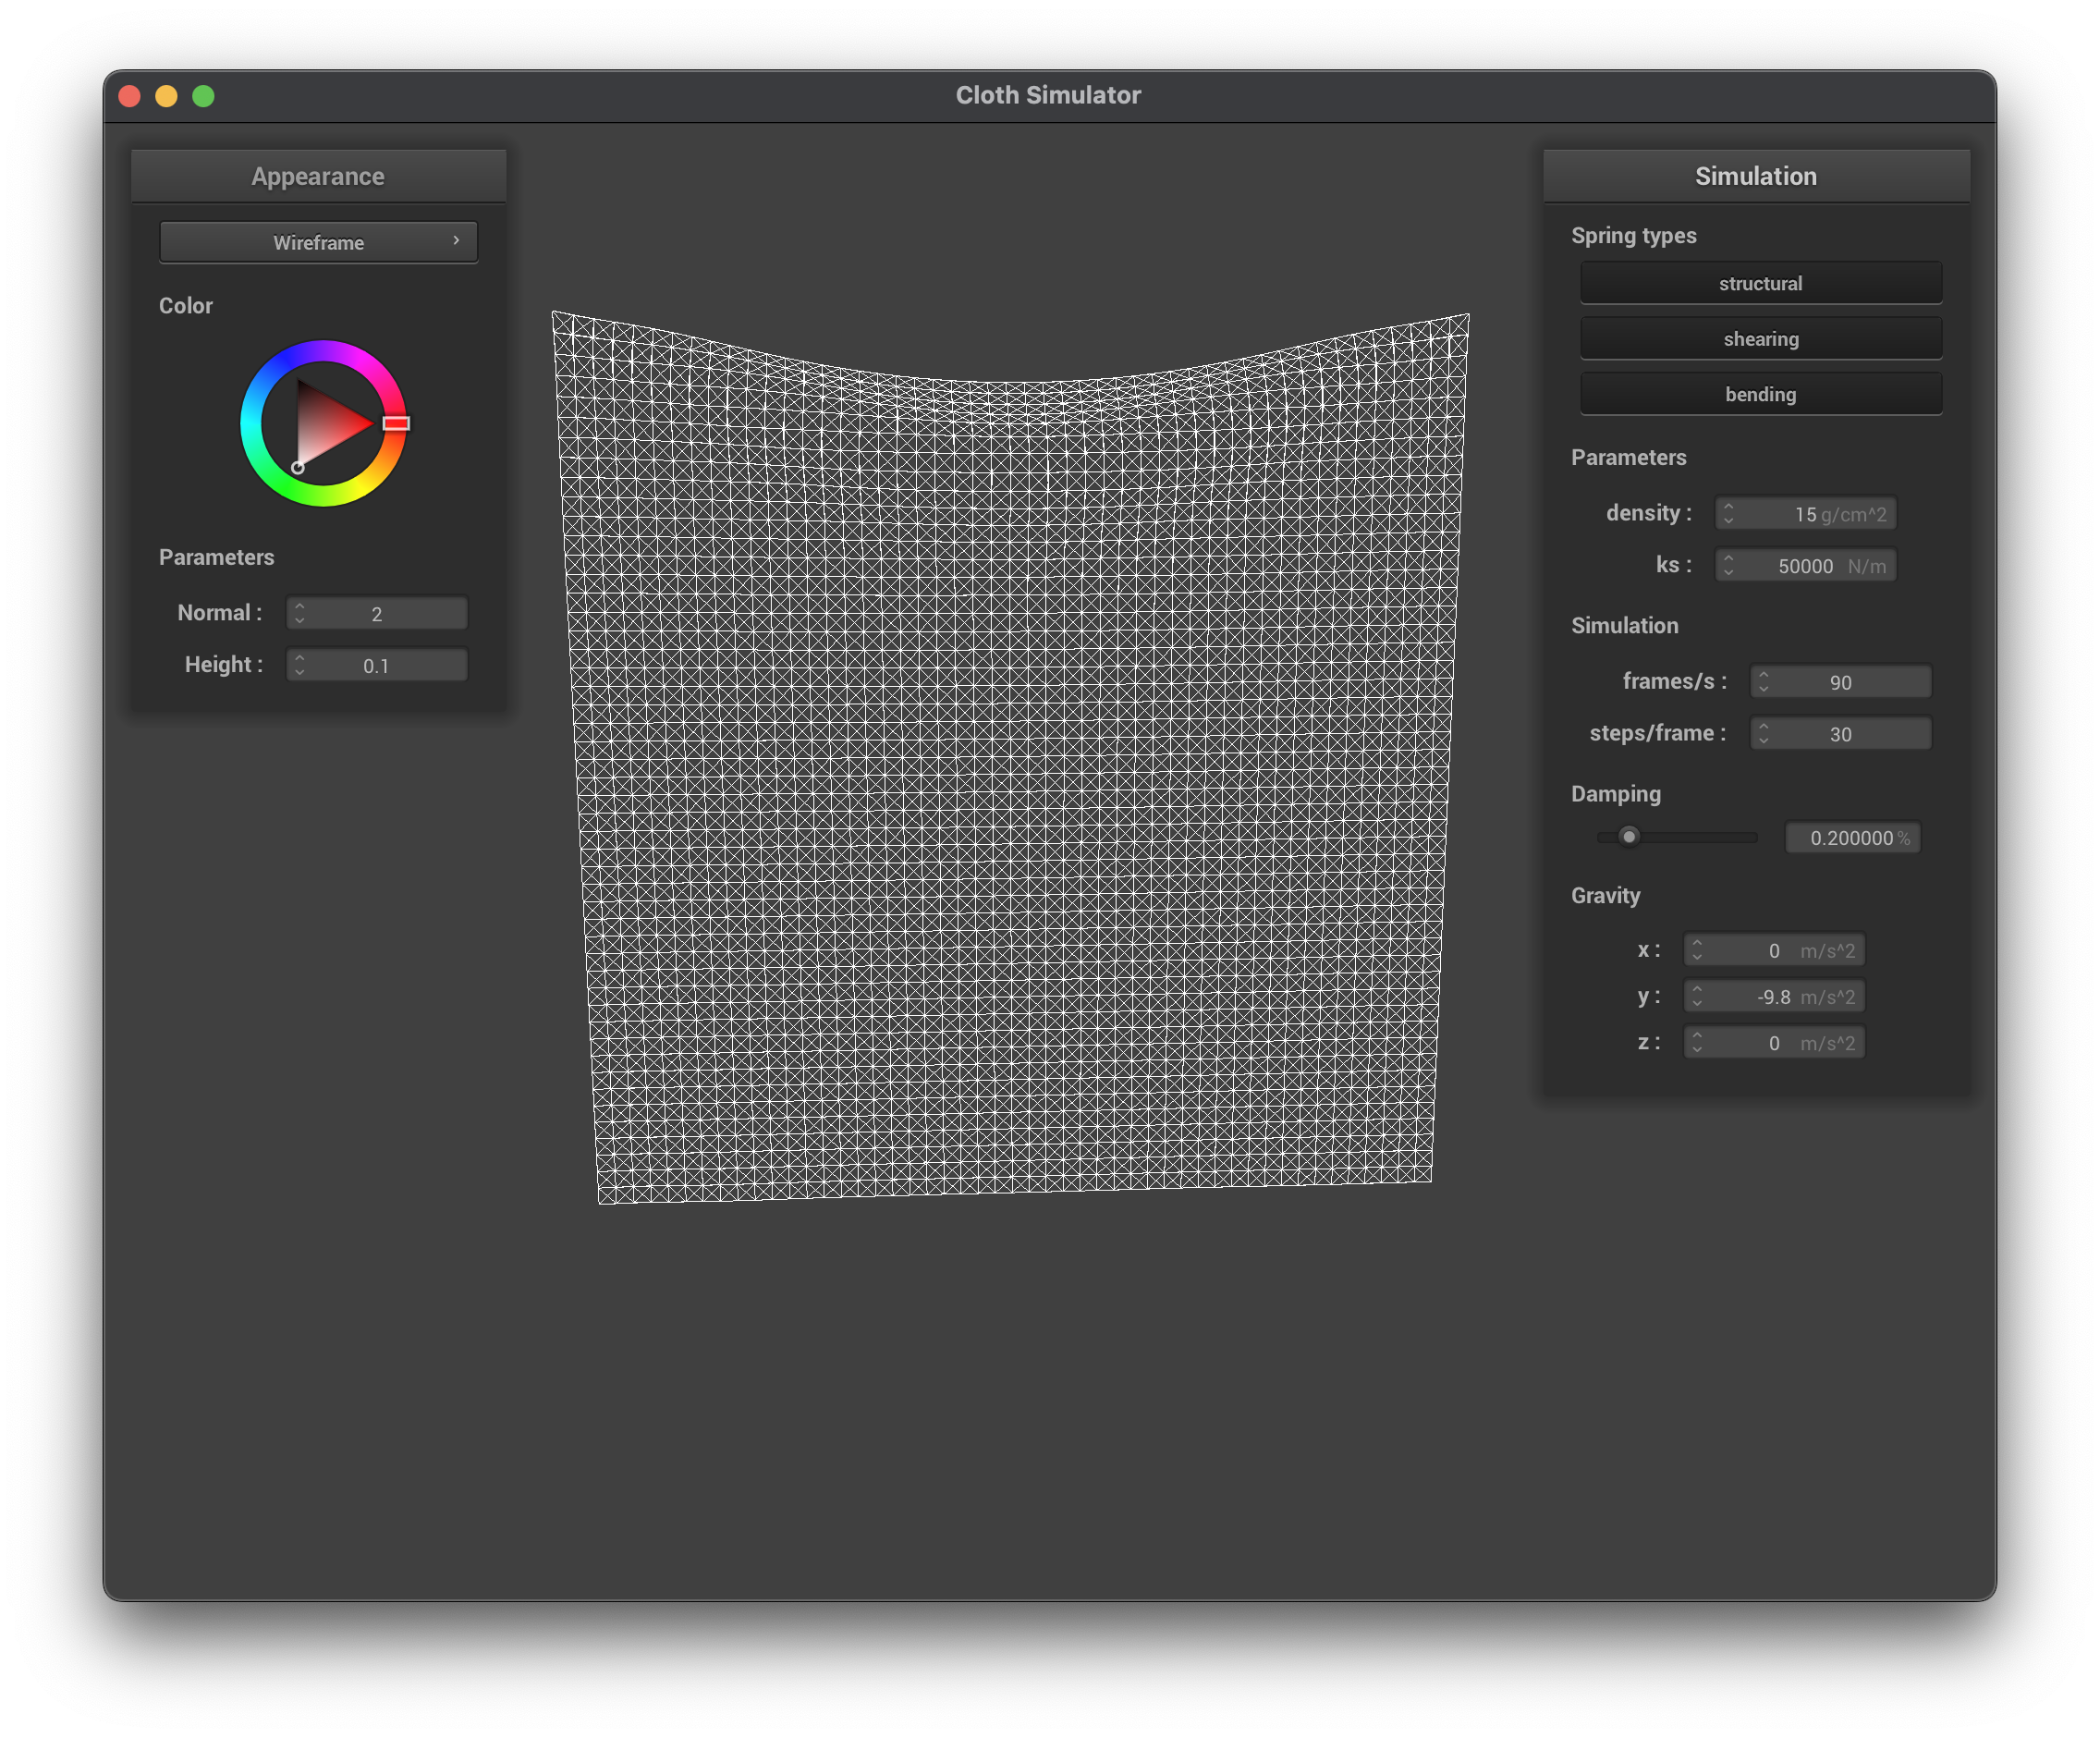 Cloth Simulator
Appearance
Wireframe
Color
Parameters
Normal : 2
Height : 0.1
Simulation
Spring types
structural
shearing
bending
Parameters
density : 15 g/cm^2
ks : 50000 N/m
Simulation
frames/s : 90
steps/frame : 30
Damping
0.200000 %
Gravity
x : 0 m/s^2
y : -9.8 m/s^2
z : 0 m/s^2